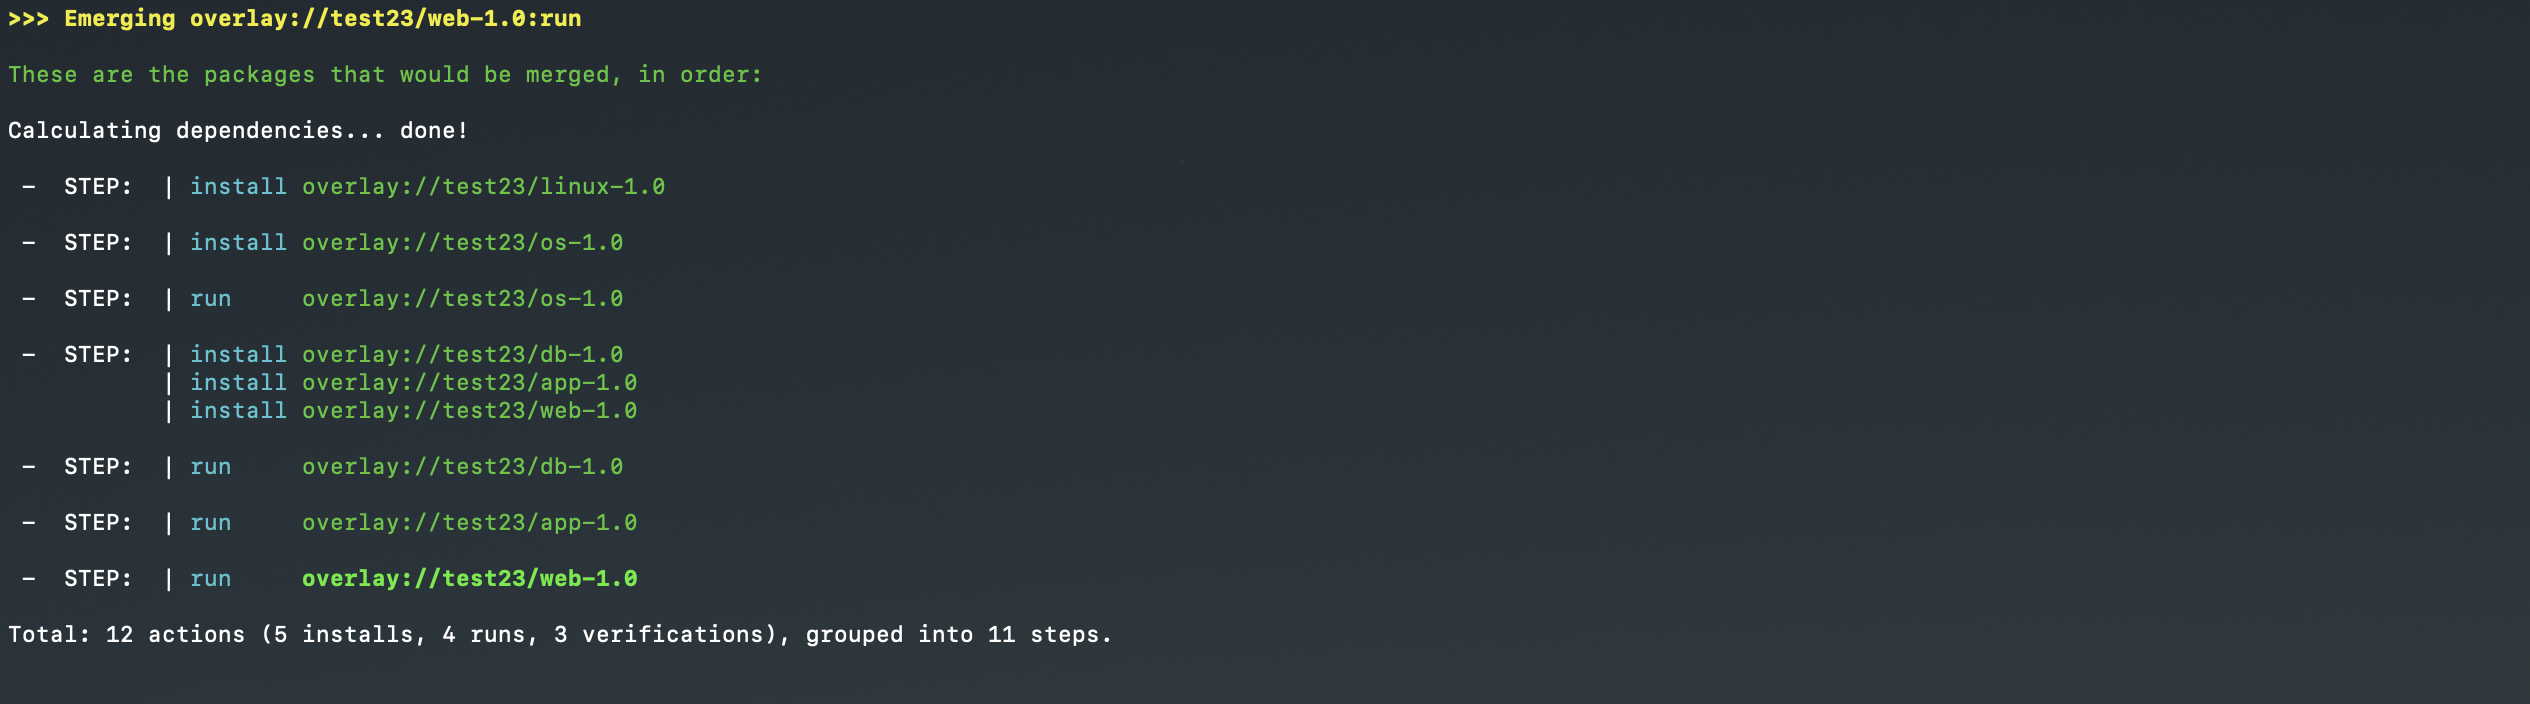 >>> Emerging overlay://test23/web-1.0:run
These are the packages that would be merged, in order:
Calculating dependencies... done!
 -  STEP:  | install overlay://test23/linux-1.0
 -  STEP:  | install overlay://test23/os-1.0
 -  STEP:  | run     overlay://test23/os-1.0
 -  STEP:  | install overlay://test23/db-1.0
           | install overlay://test23/app-1.0
           | install overlay://test23/web-1.0
 -  STEP:  | run     overlay://test23/db-1.0
 -  STEP:  | run     overlay://test23/app-1.0
 -  STEP:  | run     overlay://test23/web-1.0
Total: 12 actions (5 installs, 4 runs, 3 verifications), grouped into 11 steps.